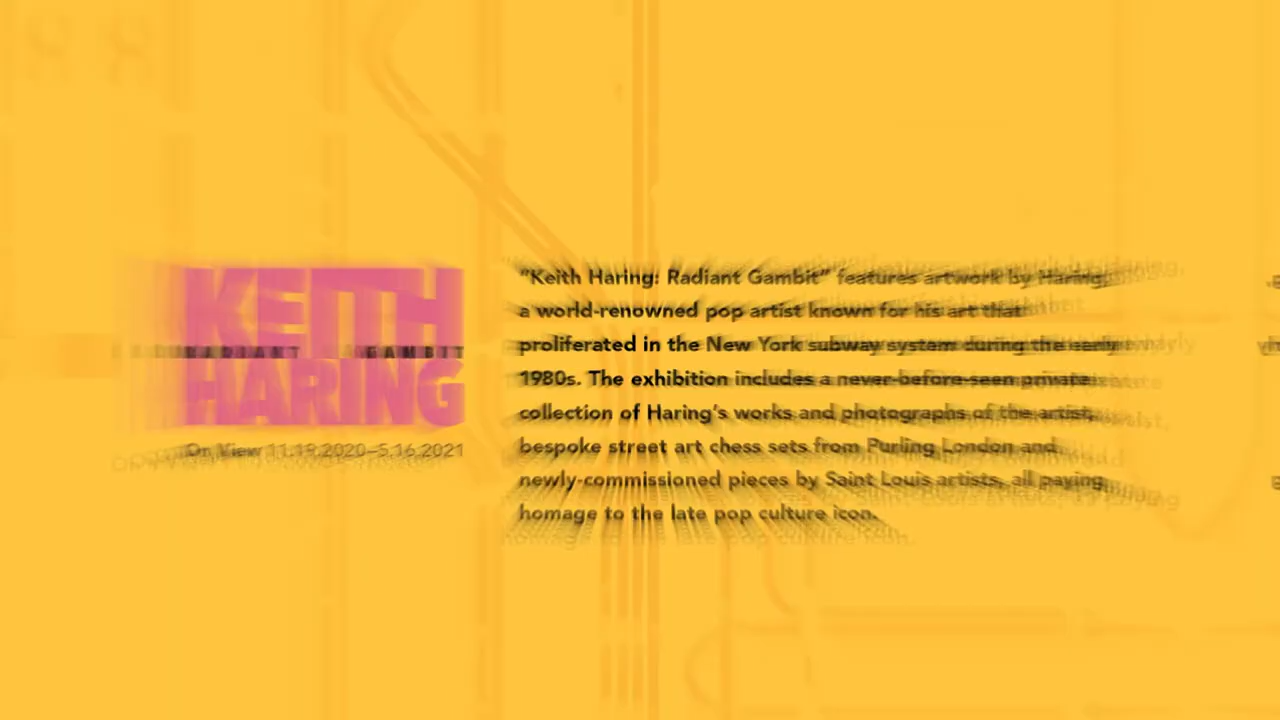 KEITH
RADIANT GAMBIT
HARING
On View 11.19.2020–5.16.2021
“Keith Haring: Radiant Gambit” features artwork by Haring,
a world-renowned pop artist known for his art that
proliferated in the New York subway system during the early
1980s. The exhibition includes a never-before-seen private
collection of Haring’s works and photographs of the artist,
bespoke street art chess sets from Purling London and
newly-commissioned pieces by Saint Louis artists, all paying
homage to the late pop culture icon.